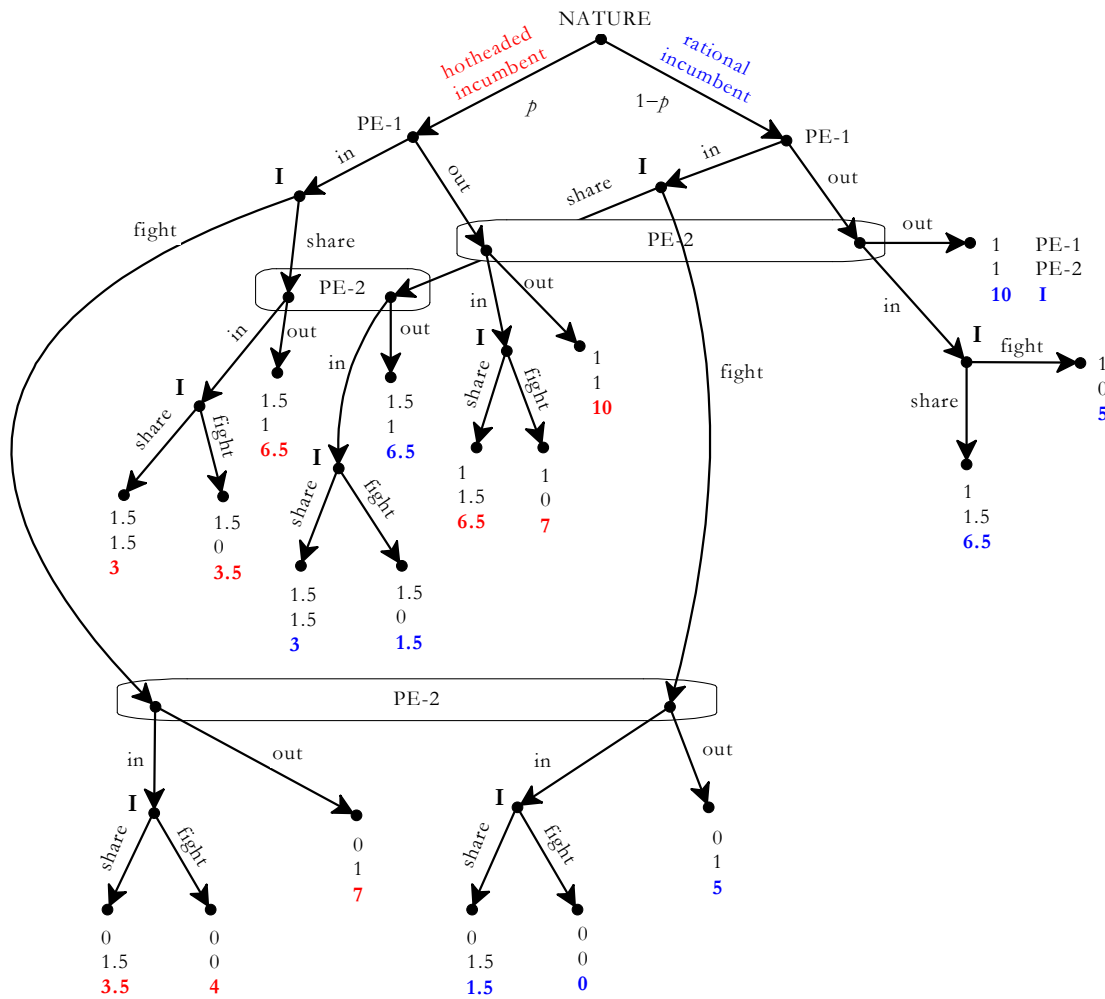 NATURE
hotheaded
incumbent
rational
incumbent
p
1−p
PE-1
PE-1
in
out
in
out
I
I
fight
share
share
fight
PE-2
out
1 PE-1
1 PE-2
10 I
in
PE-2
in
out
in
out
in
out
I
I
I
fight
1
0
5
share
1
1.5
6.5
1
1
10
1.5
1
6.5
1.5
1
6.5
I
share
fight
share
fight
1
1.5
6.5
1
0
7
I
share
fight
1.5
1.5
3
1.5
0
3.5
1.5
1.5
3
1.5
0
1.5
PE-2
in
out
in
out
I
I
share
fight
share
fight
0
1
7
0
1
5
0
1.5
3.5
0
0
4
0
1.5
1.5
0
0
0